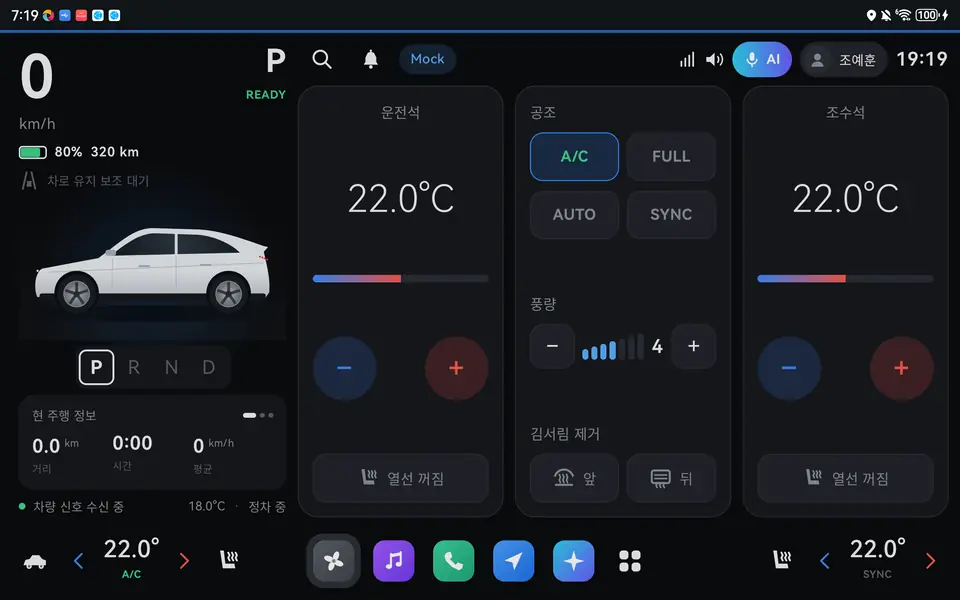 7:19
100
0
P
READY
km/h
80% 320 km
차로 유지 보조 대기
P R N D
현 주행 정보
0.0 km 0:00 0 km/h
거리 시간 평균
차량 신호 수신 중 18.0°C · 정차 중
Mock
AI
조예훈
19:19
운전석
22.0°C
− +
열선 꺼짐
공조
A/C FULL
AUTO SYNC
풍량
− 4 +
김서림 제거
앞 뒤
조수석
22.0°C
− +
열선 꺼짐
22.0°
A/C
22.0°
SYNC